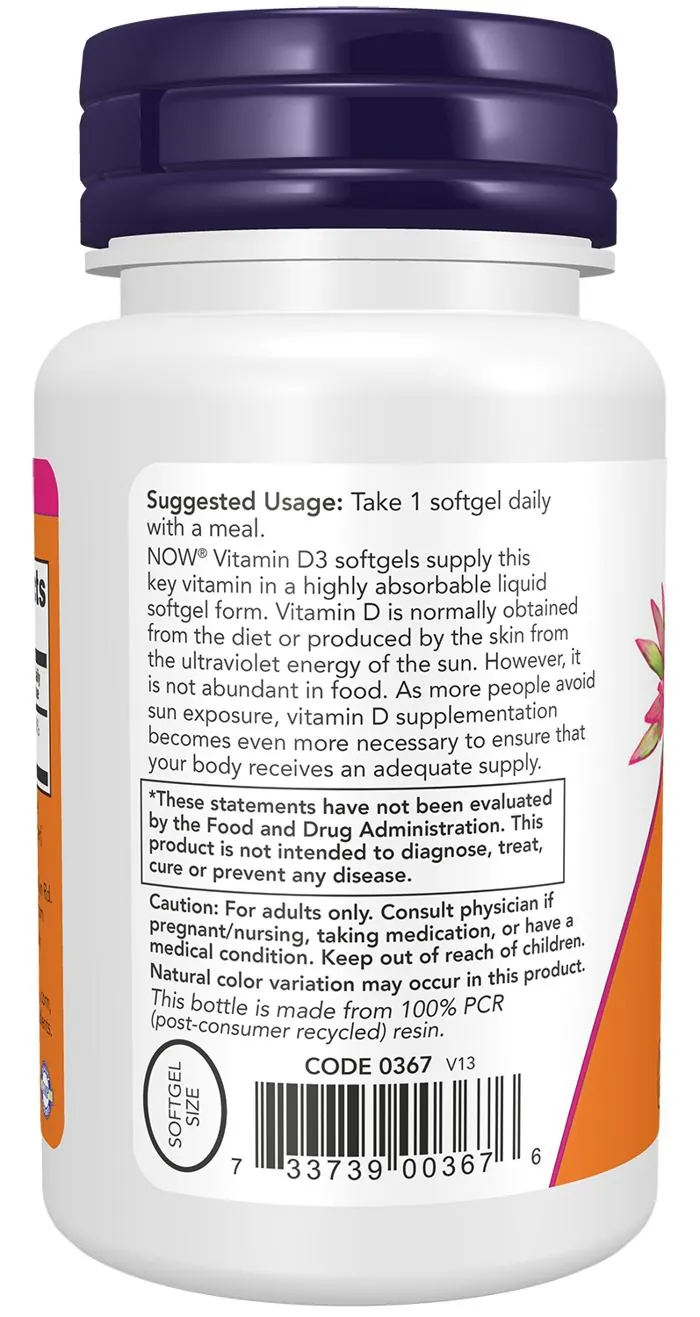 Suggested Usage: Take 1 softgel daily
with a meal.
NOW® Vitamin D3 softgels supply this
key vitamin in a highly absorbable liquid
softgel form. Vitamin D is normally obtained
from the diet or produced by the skin from
the ultraviolet energy of the sun. However, it
is not abundant in food. As more people avoid
sun exposure, vitamin D supplementation
becomes even more necessary to ensure that
your body receives an adequate supply.
*These statements have not been evaluated
by the Food and Drug Administration. This
product is not intended to diagnose, treat,
cure or prevent any disease.
Caution: For adults only. Consult physician if
pregnant/nursing, taking medication, or have a
medical condition. Keep out of reach of children.
Natural color variation may occur in this product.
This bottle is made from 100% PCR
(post-consumer recycled) resin.
SOFTGEL
SIZE
CODE 0367 V13
7 33739 00367 6